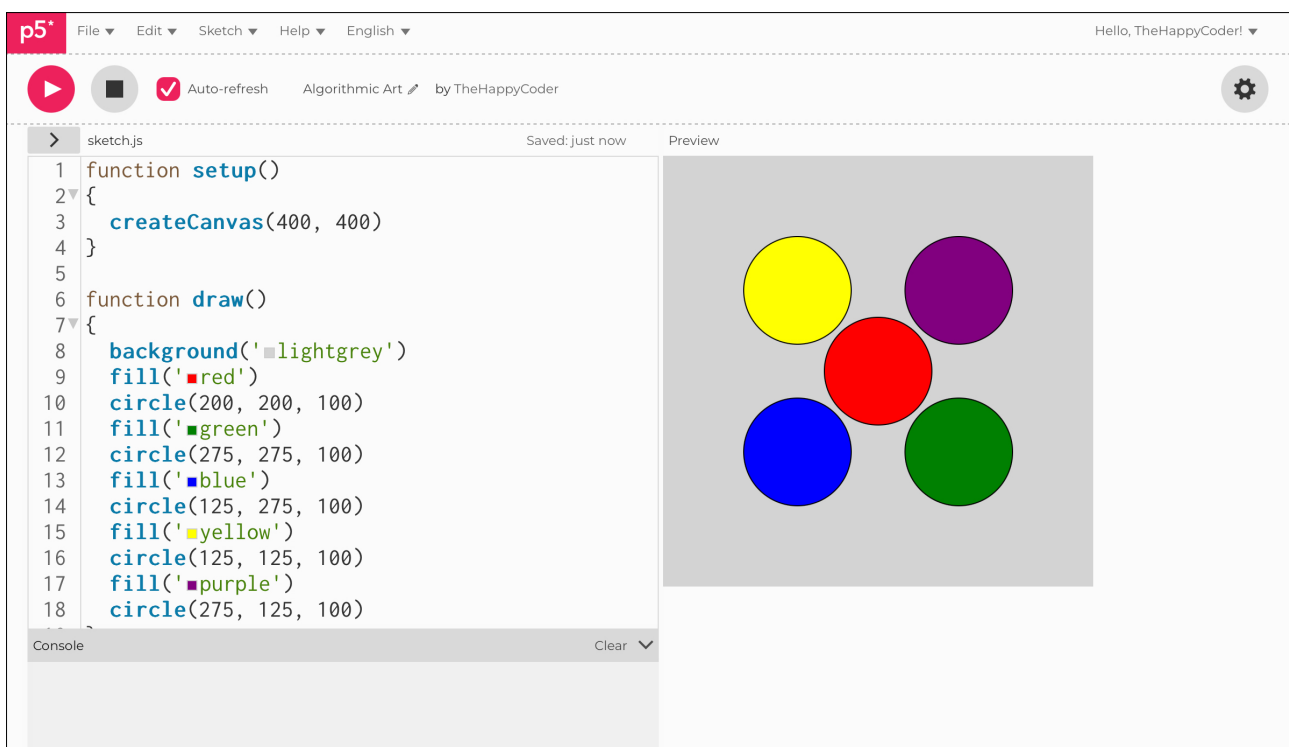 p5* File Edit Sketch Help English Hello, TheHappyCoder!
Auto-refresh Algorithmic Art by TheHappyCoder
sketch.js Saved: just now Preview
1 function setup()
2 {
3 createCanvas(400, 400)
4 }
5
6 function draw()
7 {
8 background('lightgrey')
9 fill('red')
10 circle(200, 200, 100)
11 fill('green')
12 circle(275, 275, 100)
13 fill('blue')
14 circle(125, 275, 100)
15 fill('yellow')
16 circle(125, 125, 100)
17 fill('purple')
18 circle(275, 125, 100)
Console Clear